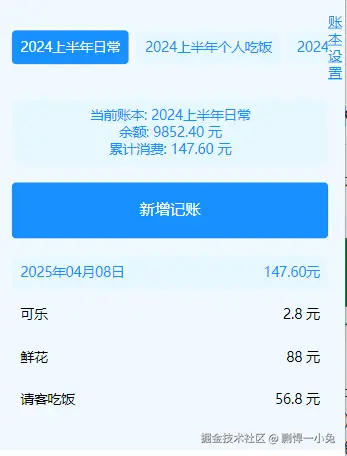 2024上半年日常
2024上半年个人吃饭
2024
账本设置
当前账本: 2024上半年日常
余额: 9852.40 元
累计消费: 147.60 元
新增记账
2025年04月08日 147.60元
可乐 2.8 元
鲜花 88 元
请客吃饭 56.8 元
掘金技术社区 @ 剽悍一小兔